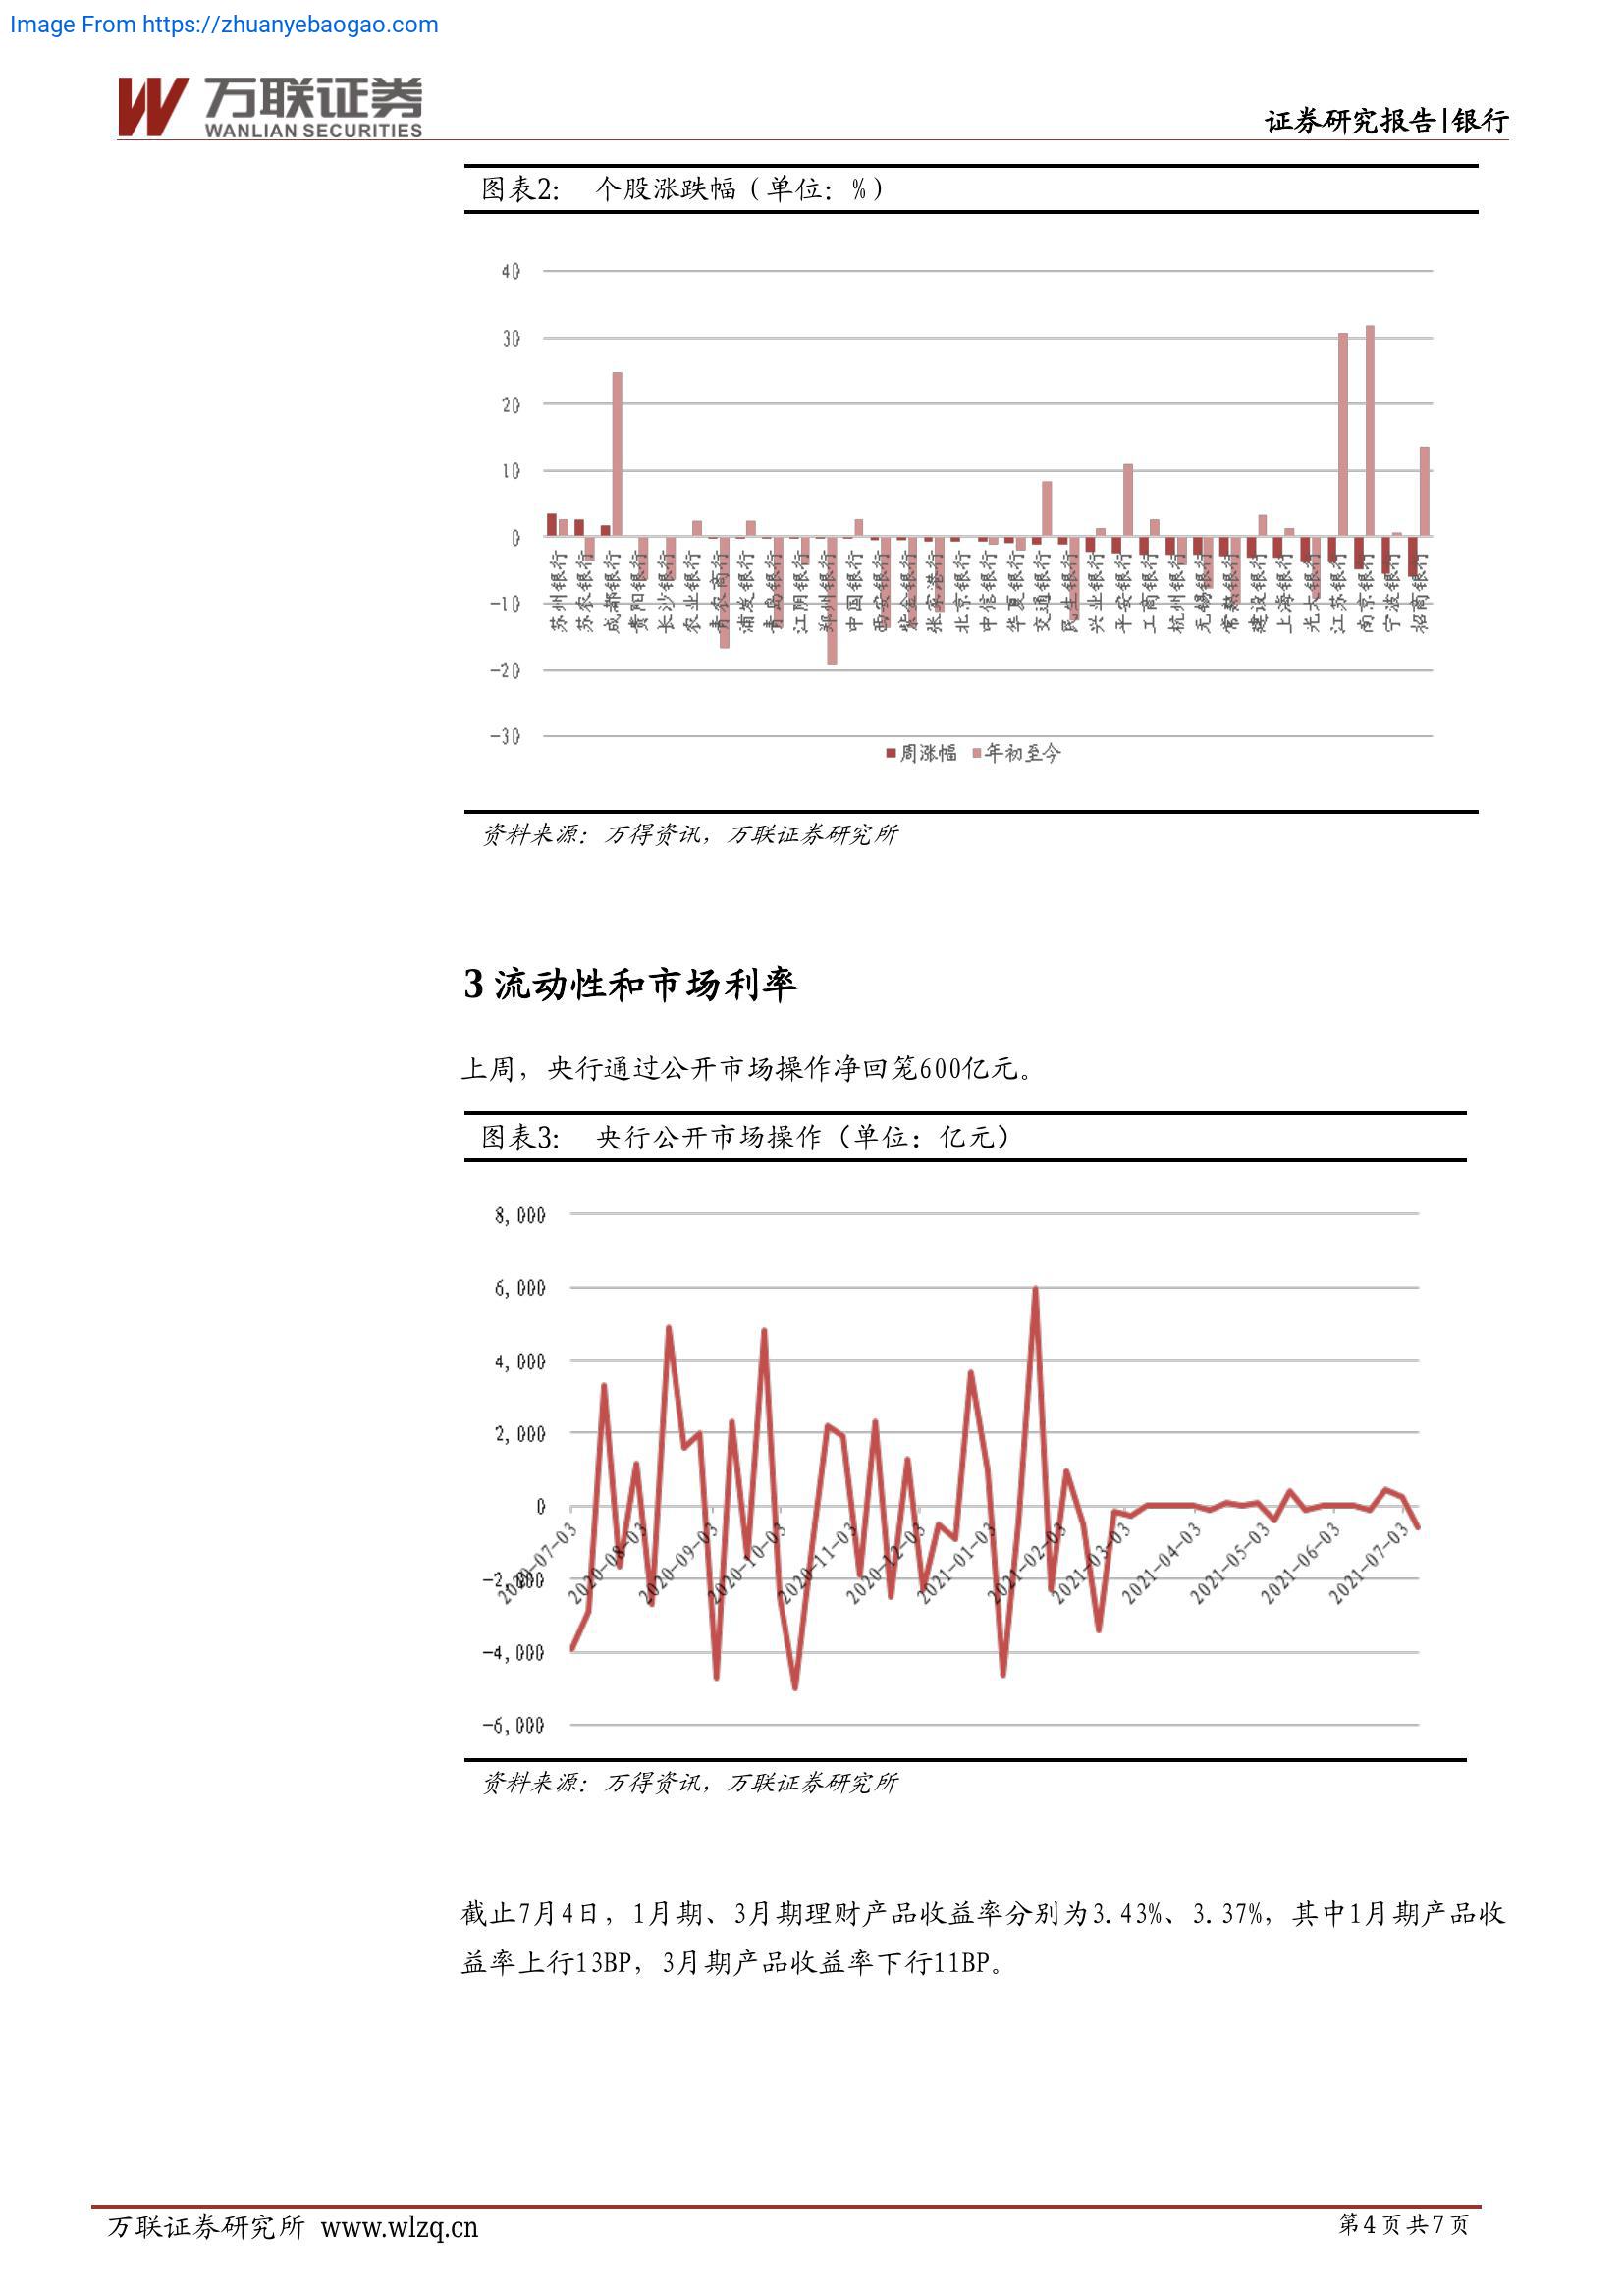 Image From https://zhuanyebaogao.com
万联证券
WANLIAN SECURITIES
证券研究报告|银行
图表2： 个股涨跌幅（单位：%）
40
30
20
10
0
-10
-20
-30
苏州银行
苏农银行
成都银行
贵阳银行
长沙银行
农业银行
青农商行
浦发银行
青岛银行
江阴银行
郑州银行
中国银行
西安银行
紫金银行
张家港行
北京银行
中信银行
华夏银行
交通银行
民生银行
兴业银行
平安银行
工商银行
杭州银行
无锡银行
常熟银行
建设银行
上海银行
光大银行
江苏银行
南京银行
宁波银行
招商银行
周涨幅 年初至今
资料来源：万得资讯，万联证券研究所
3 流动性和市场利率
上周，央行通过公开市场操作净回笼600亿元。
图表3： 央行公开市场操作（单位：亿元）
8,000
6,000
4,000
2,000
0
-2,000
-4,000
-6,000
2020-07-03
2020-08-03
2020-09-03
2020-10-03
2020-11-03
2020-12-03
2021-01-03
2021-02-03
2021-03-03
2021-04-03
2021-05-03
2021-06-03
2021-07-03
资料来源：万得资讯，万联证券研究所
截止7月4日，1月期、3月期理财产品收益率分别为3.43%、3.37%，其中1月期产品收
益率上行13BP，3月期产品收益率下行11BP。
万联证券研究所 www.wlzq.cn
第4页共7页